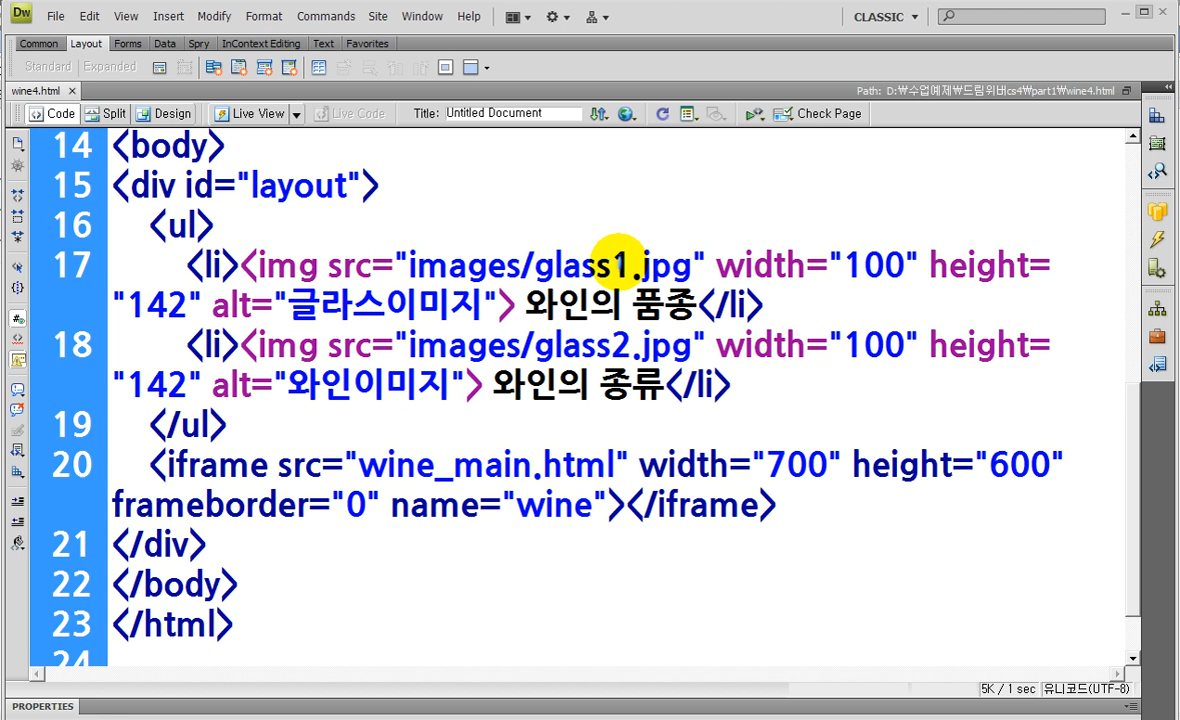 Dw File Edit View Insert Modify Format Commands Site Window Help CLASSIC
Common Layout Forms Data Spry InContext Editing Text Favorites
Standard Expanded
wine4.html Path: D:₩수업예제₩드림위버cs4₩part1₩wine4.html
Code Split Design Live View Live Code Title: Untitled Document Check Page
14 <body>
15 <div id="layout">
16 <ul>
17 <li><img src="images/glass1.jpg" width="100" height=
"142" alt="글라스이미지"> 와인의 품종</li>
18 <li><img src="images/glass2.jpg" width="100" height=
"142" alt="와인이미지"> 와인의 종류</li>
19 </ul>
20 <iframe src="wine_main.html" width="700" height="600"
frameborder="0" name="wine"></iframe>
21 </div>
22 </body>
23 </html>
24
5K / 1 sec 유니코드(UTF-8)
PROPERTIES